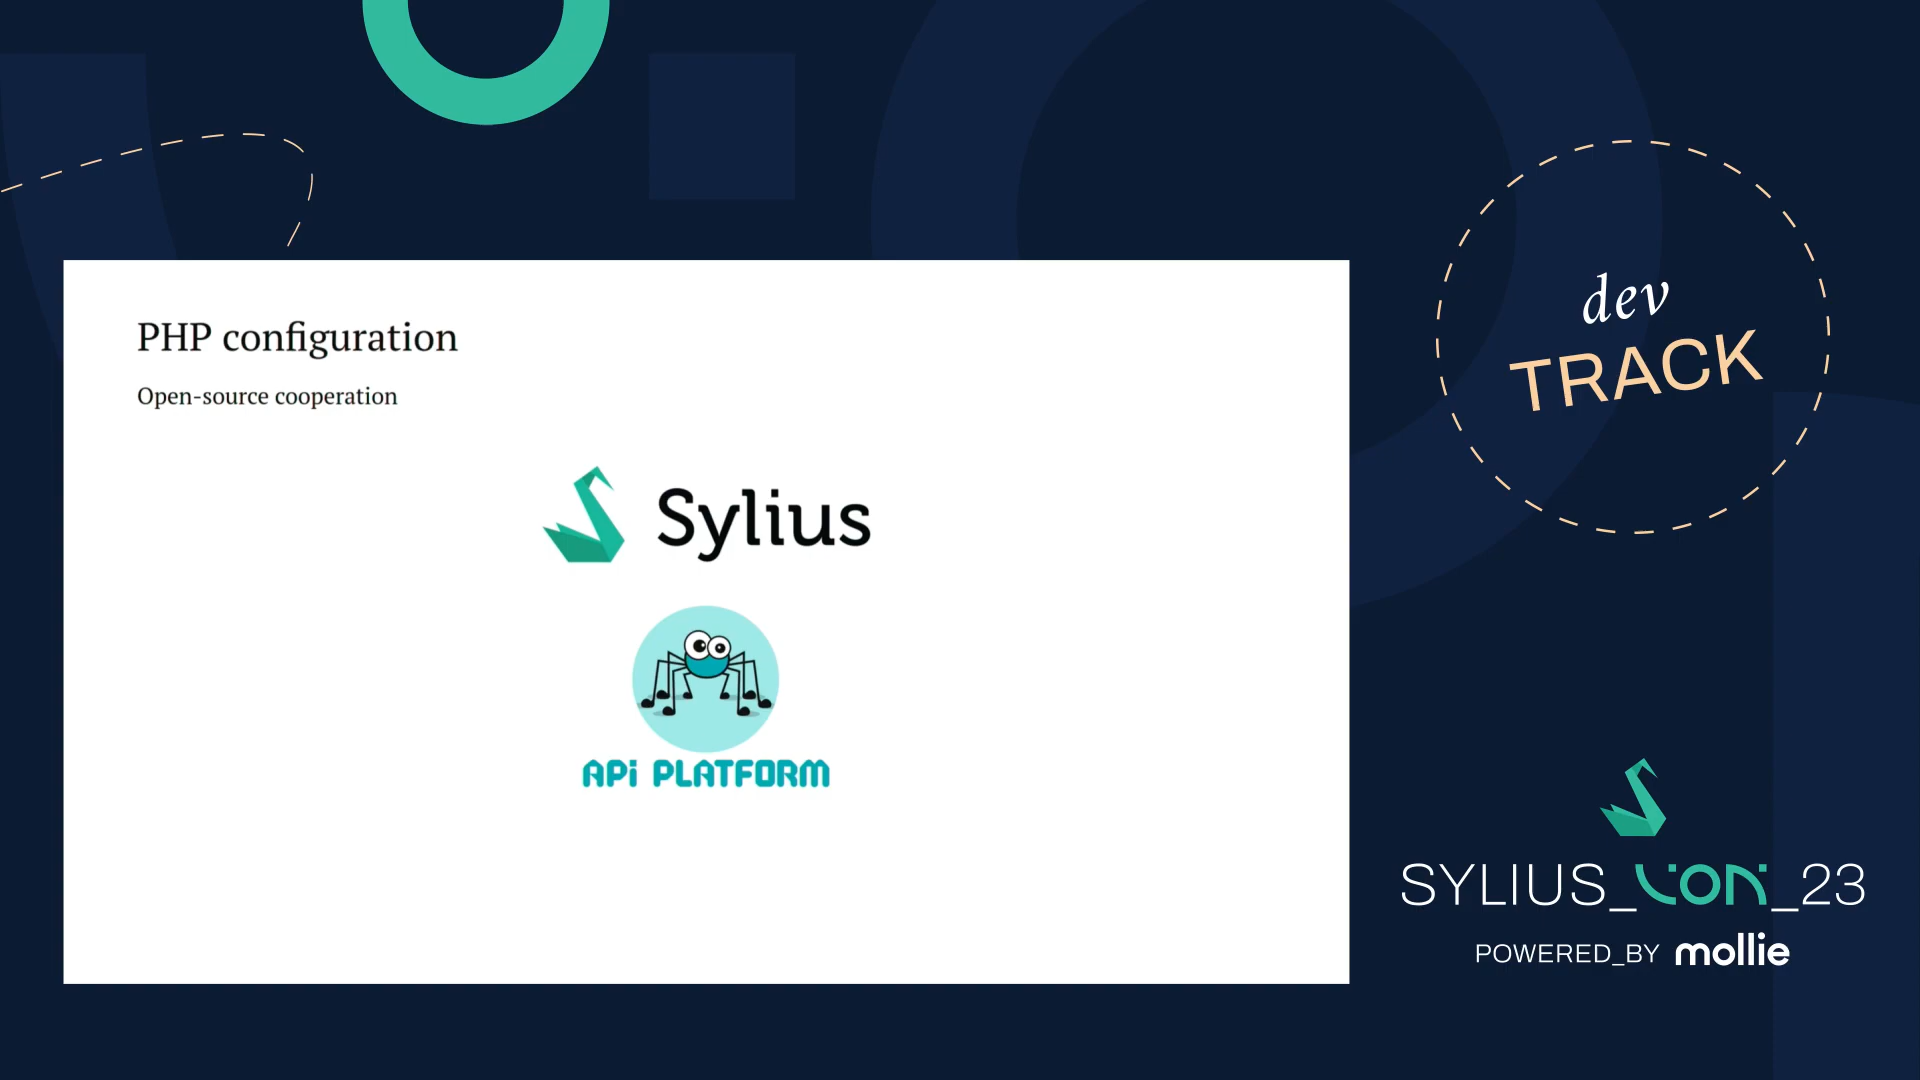 PHP configuration
Open-source cooperation
Sylius
API PLATFORM
dev
TRACK
SYLIUS_CON_23
POWERED_BY mollie